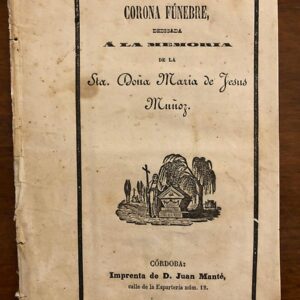 CORONA FÚNEBRE,
DEDICADA
Á LA MEMORIA
DE LA
Sta. Doña Maria de Jesus
Muñoz.
CÓRDOBA:
Imprenta de D. Juan Manté,
calle de la Espartería núm. 12.